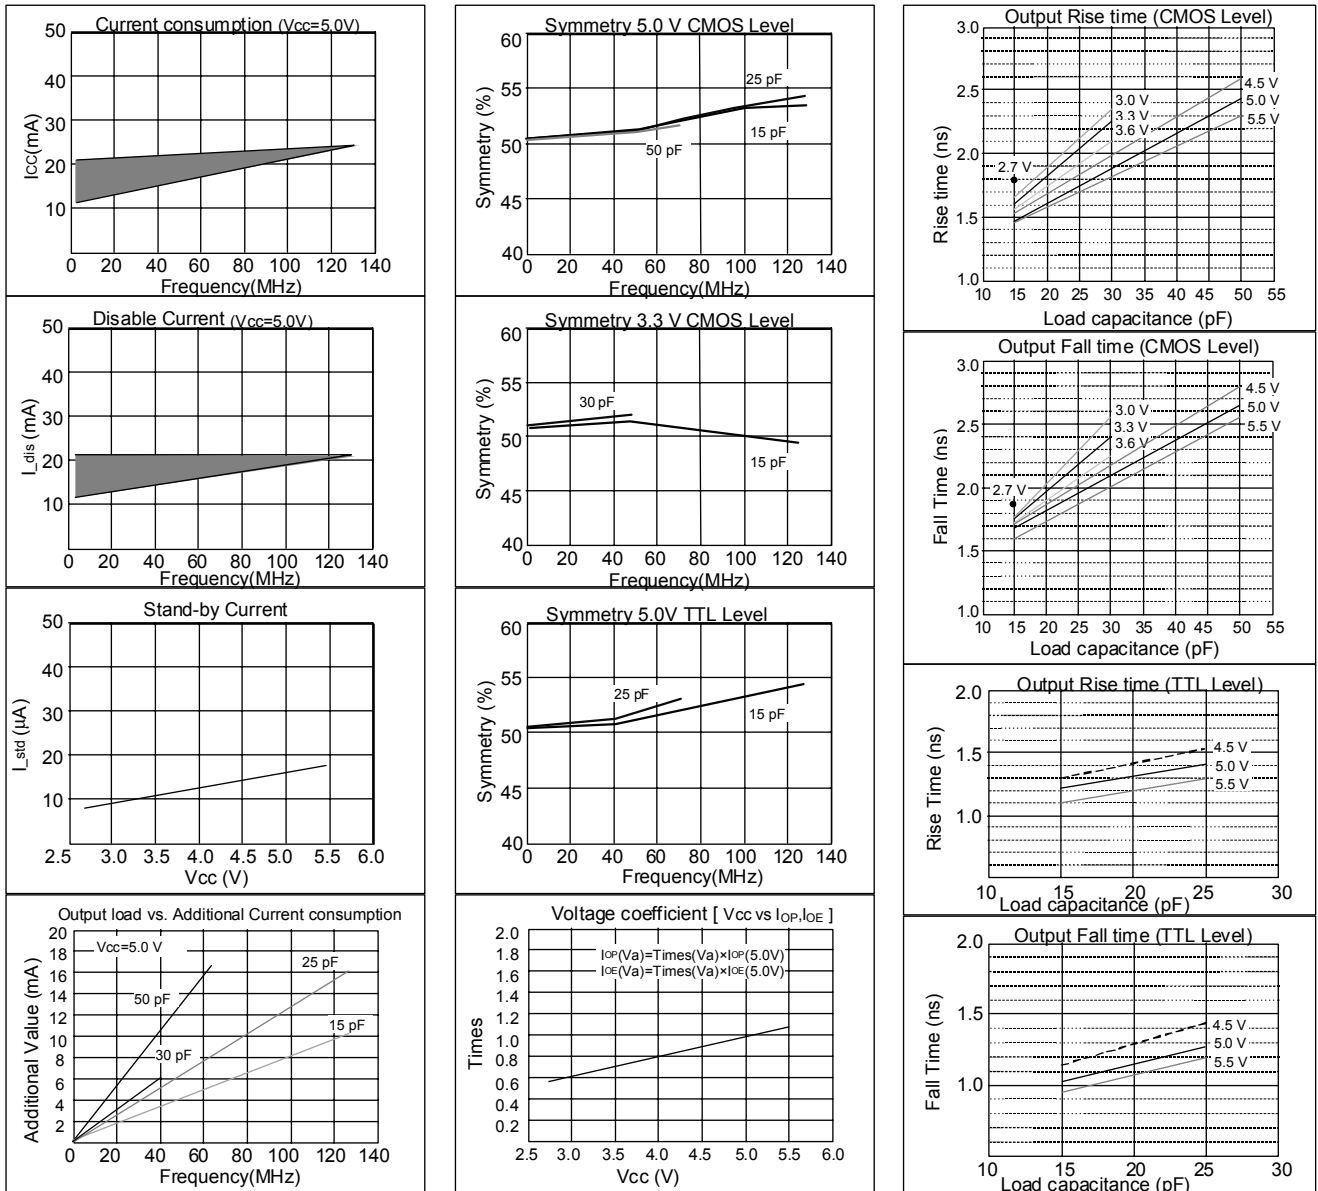 Current consumption (Vcc=5.0V)
50
40
30
20
10
Icc(mA)
0 20 40 60 80 100 120 140
Frequency(MHz)
Disable Current (Vcc=5.0V)
50
40
30
20
10
I_dis (mA)
0 20 40 60 80 100 120 140
Frequency(MHz)
Stand-by Current
50
40
30
20
10
I_std (µA)
2.5 3.0 3.5 4.0 4.5 5.0 5.5 6.0
Vcc (V)
Output load vs. Additional Current consumption
20
18
16
14
12
10
8
6
4
2
Additional Value (mA)
Vcc=5.0 V
25 pF
50 pF
15 pF
30 pF
0 20 40 60 80 100 120 140
Frequency(MHz)
Symmetry 5.0 V CMOS Level
60
55
50
45
40
Symmetry (%)
25 pF
15 pF
50 pF
0 20 40 60 80 100 120 140
Frequency(MHz)
Symmetry 3.3 V CMOS Level
60
55
50
45
40
Symmetry (%)
30 pF
15 pF
0 20 40 60 80 100 120 140
Frequency(MHz)
Symmetry 5.0V TTL Level
60
55
50
45
40
Symmetry (%)
25 pF
15 pF
0 20 40 60 80 100 120 140
Frequency(MHz)
Voltage coefficient [ Vcc vs IOP,IOE ]
2.0
1.8
1.6
1.4
1.2
1.0
0.8
0.6
0.4
0.2
Times
IOP(Va)=Times(Va)×IOP(5.0V)
IOE(Va)=Times(Va)×IOE(5.0V)
2.5 3.0 3.5 4.0 4.5 5.0 5.5 6.0
Vcc (V)
Output Rise time (CMOS Level)
3.0
2.5
2.0
1.5
1.0
Rise time (ns)
4.5 V
3.0 V
5.0 V
3.3 V
5.5 V
3.6 V
2.7 V
10 15 20 25 30 35 40 45 50 55
Load capacitance (pF)
Output Fall time (CMOS Level)
3.0
2.5
2.0
1.5
1.0
Fall Time (ns)
4.5 V
3.0 V
5.0 V
3.3 V
5.5 V
3.6 V
2.7 V
10 15 20 25 30 35 40 45 50 55
Load capacitance (pF)
Output Rise time (TTL Level)
2.0
1.5
1.0
Rise Time (ns)
4.5 V
5.0 V
5.5 V
10 15 20 25 30
Load capacitance (pF)
Output Fall time (TTL Level)
2.0
1.5
1.0
Fall Time (ns)
4.5 V
5.0 V
5.5 V
10 15 20 25 30
Load capacitance (pF)